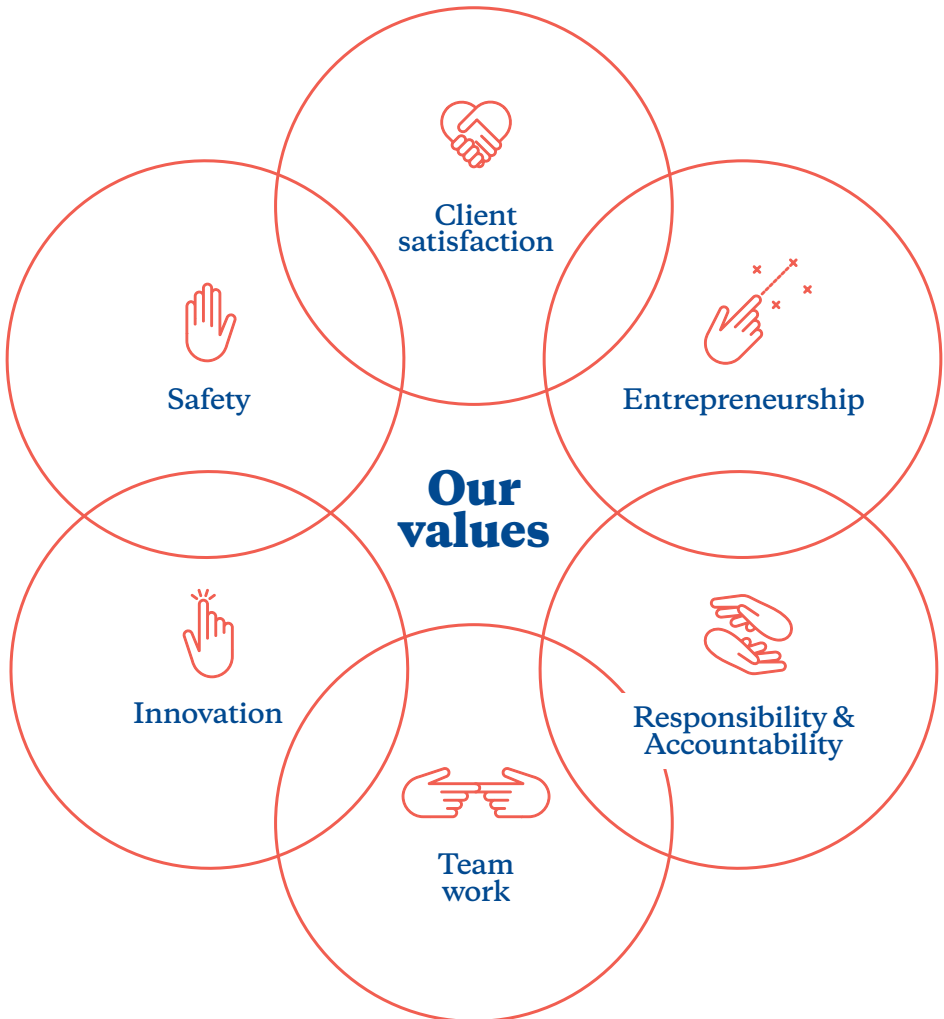 Client
satisfaction
Safety
Entrepreneurship
Our
values
Innovation
Responsibility &
Accountability
Team
work